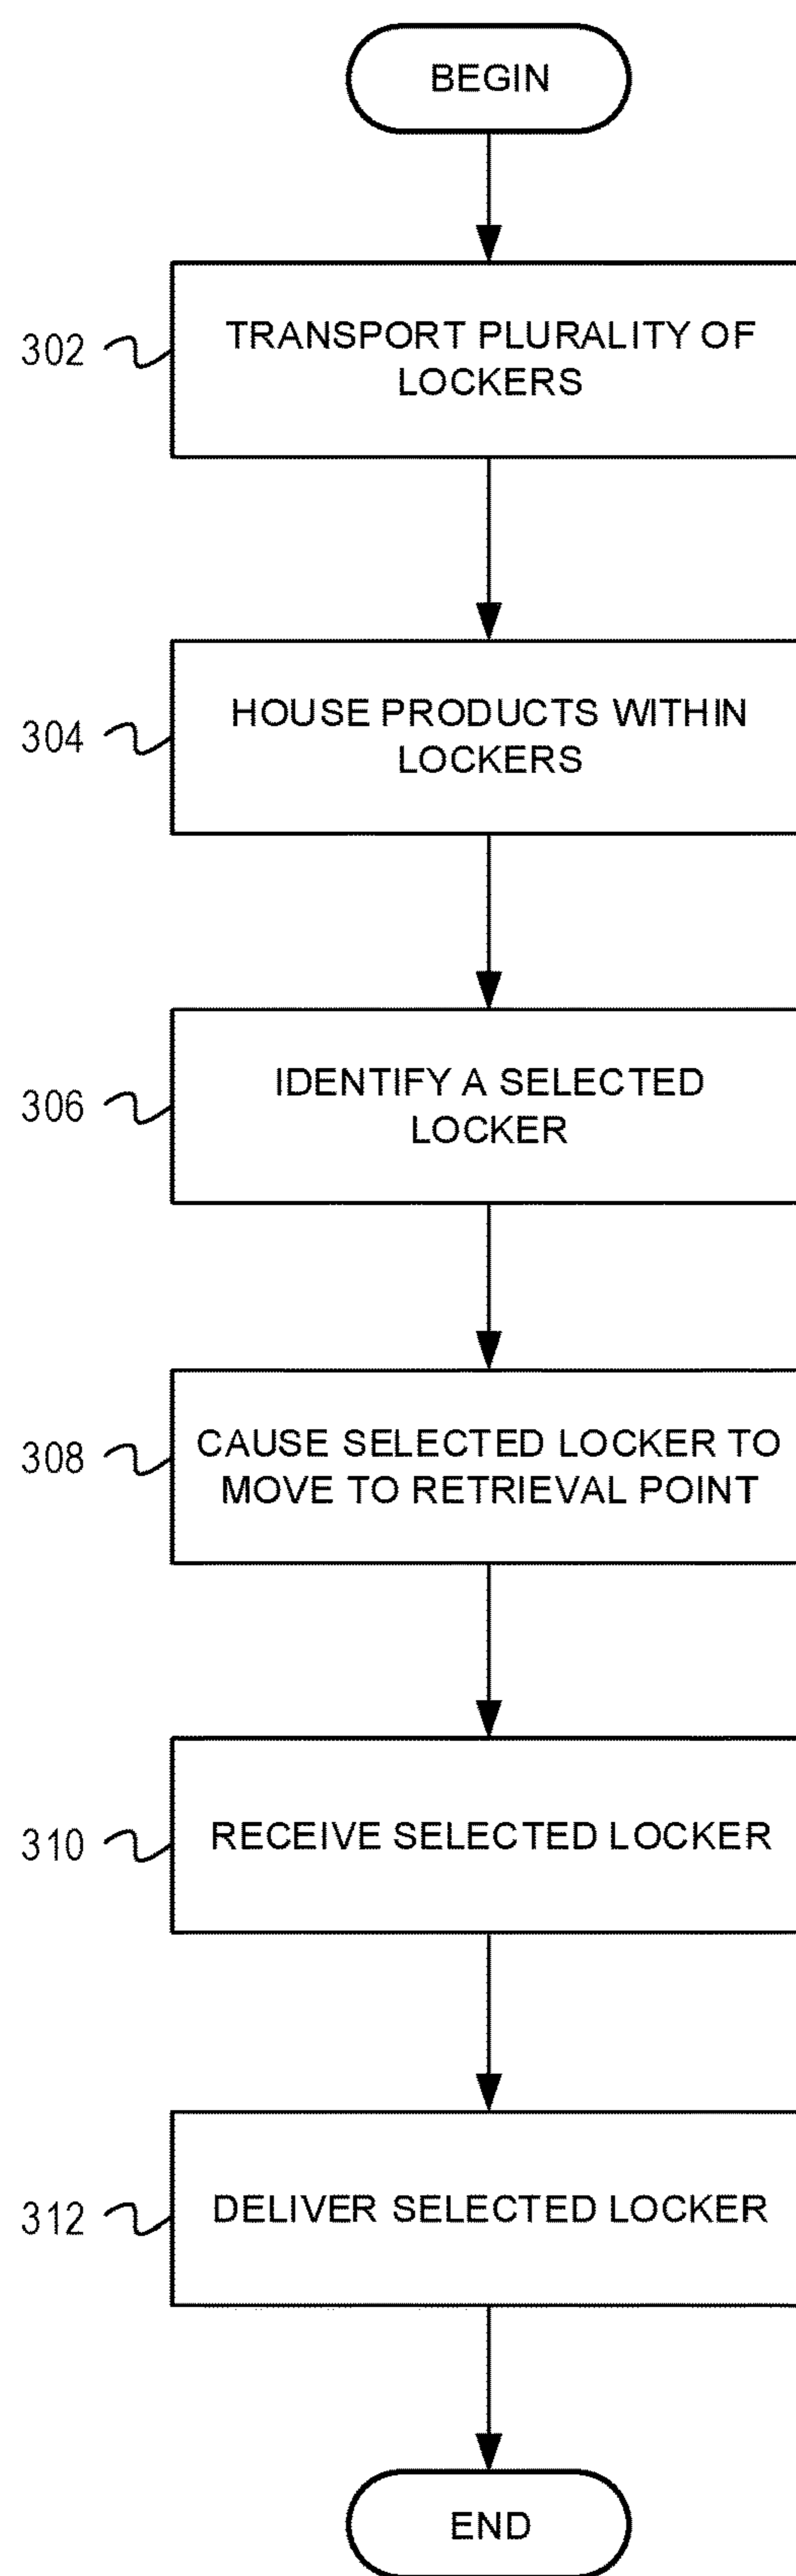 BEGIN
302
TRANSPORT PLURALITY OF
LOCKERS
304
HOUSE PRODUCTS WITHIN
LOCKERS
306
IDENTIFY A SELECTED
LOCKER
308
CAUSE SELECTED LOCKER TO
MOVE TO RETRIEVAL POINT
310
RECEIVE SELECTED LOCKER
312
DELIVER SELECTED LOCKER
END